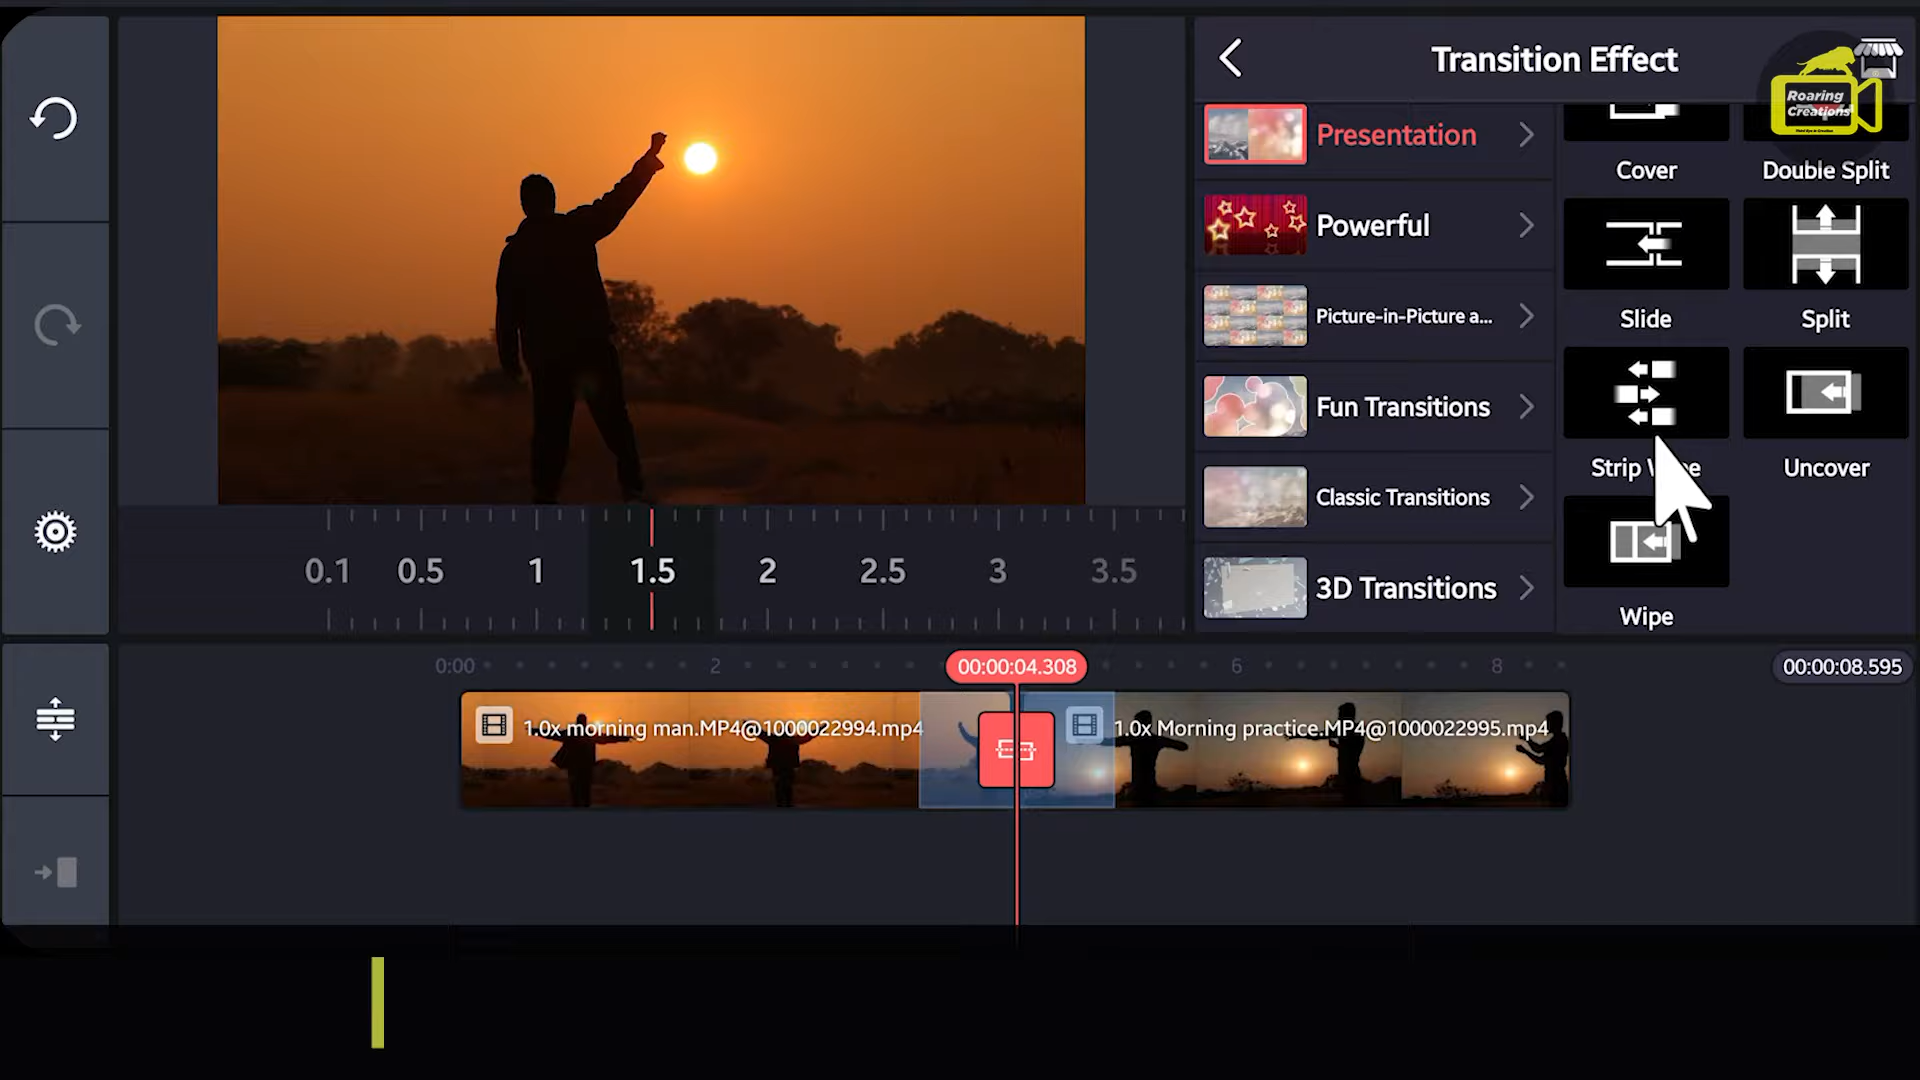 Transition Effect
Roaring
Creations
Presentation
Powerful
Picture-in-Picture a...
Fun Transitions
Classic Transitions
3D Transitions
Cover
Double Split
Slide
Split
Strip
Uncover
Wipe
0.1 0.5 1 1.5 2 2.5 3 3.5
0:00 2 00:00:04.308 6 8 00:00:08.595
1.0x morning man.MP4@1000022994.mp4
1.0x Morning practice.MP4@1000022995.mp4